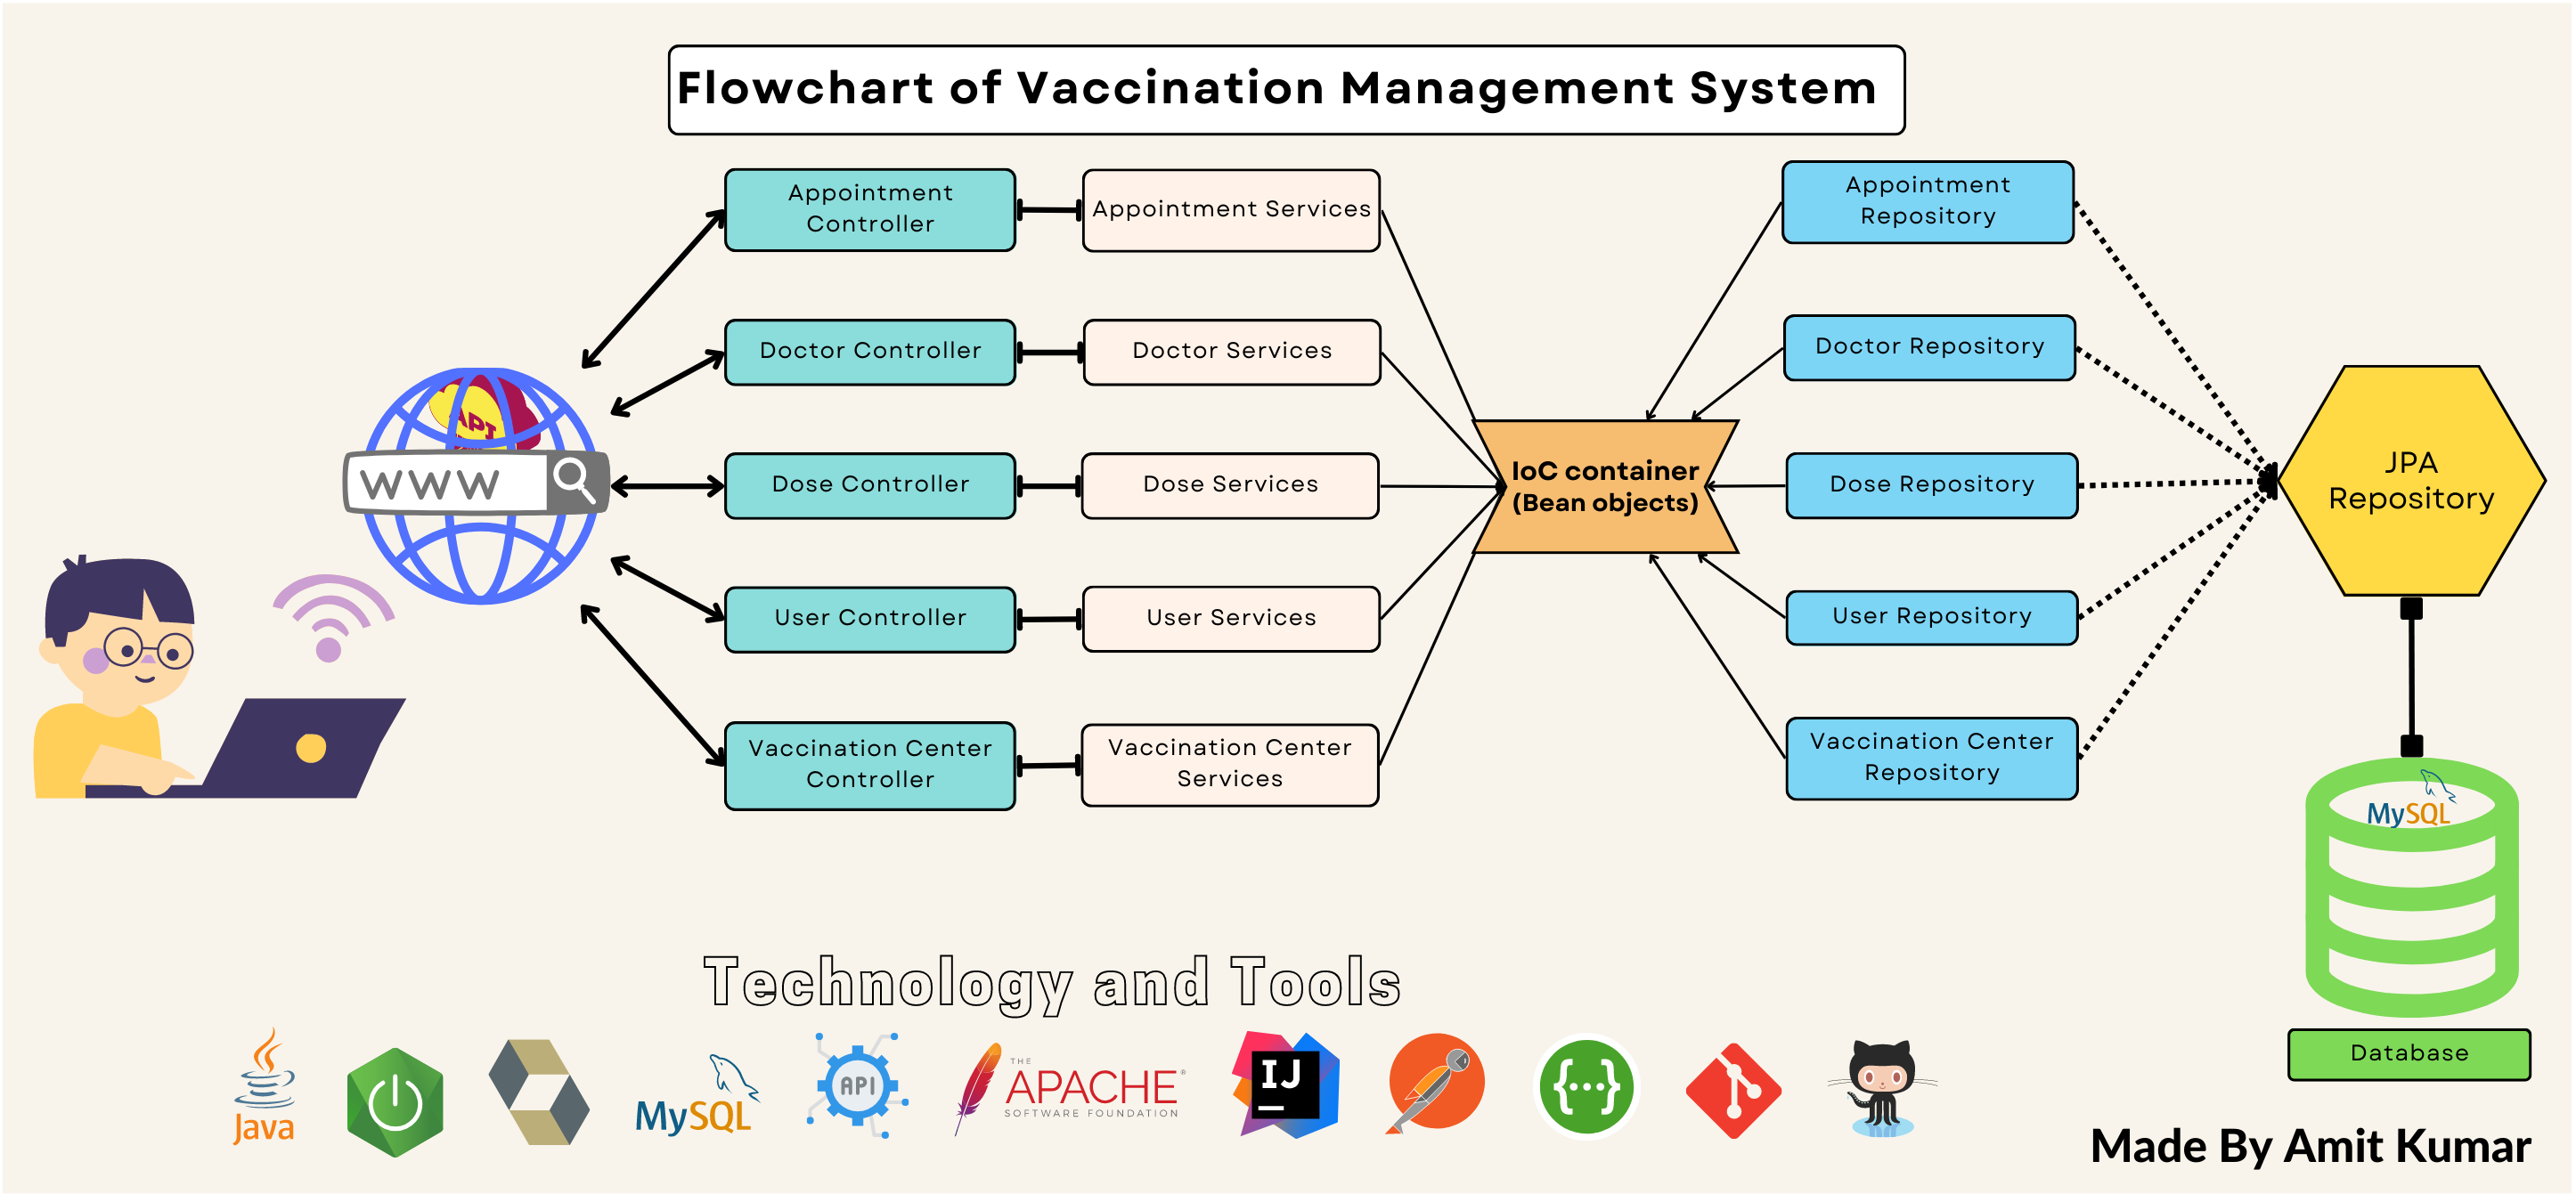 Flowchart of Vaccination Management System
Appointment
Controller
Appointment Services
Appointment
Repository
Doctor Controller
Doctor Services
Doctor Repository
API
WWW
Dose Controller
Dose Services
IoC container
(Bean objects)
Dose Repository
JPA
Repository
User Controller
User Services
User Repository
Vaccination Center
Controller
Vaccination Center
Services
Vaccination Center
Repository
MySQL
Database
Technology and Tools
Java
MySQL
API
THE
APACHE®
SOFTWARE FOUNDATION
IJ
Made By Amit Kumar